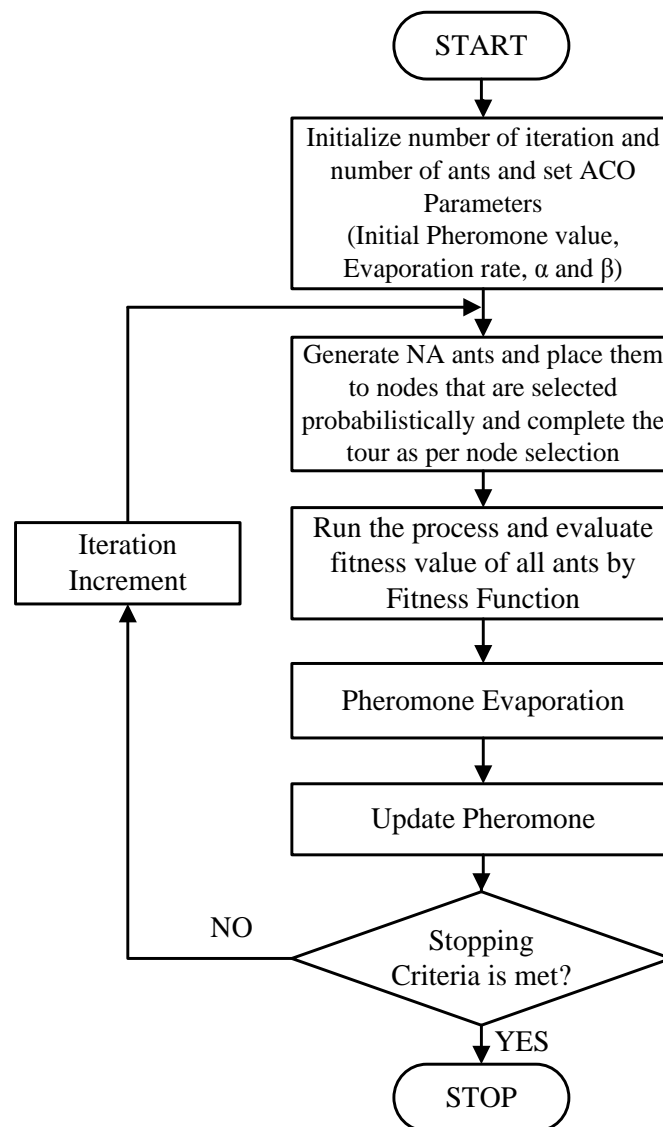 START
Initialize number of iteration and
number of ants and set ACO
Parameters
(Initial Pheromone value,
Evaporation rate, α and β)
Generate NA ants and place them
to nodes that are selected
probabilistically and complete the
tour as per node selection
Iteration
Increment
Run the process and evaluate
fitness value of all ants by
Fitness Function
Pheromone Evaporation
Update Pheromone
NO
Stopping
Criteria is met?
YES
STOP